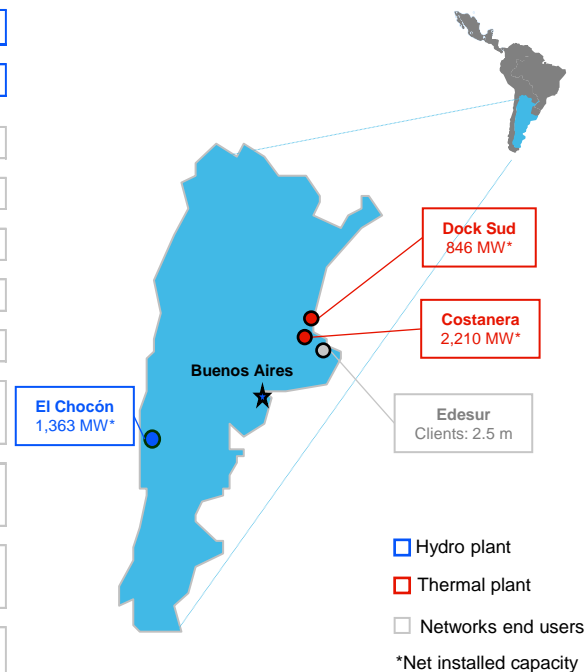 Dock Sud
846 MW*
Costanera
2,210 MW*
Buenos Aires
El Chocón
1,363 MW*
Edesur
Clients: 2.5 m
Hydro plant
Thermal plant
Networks end users
*Net installed capacity